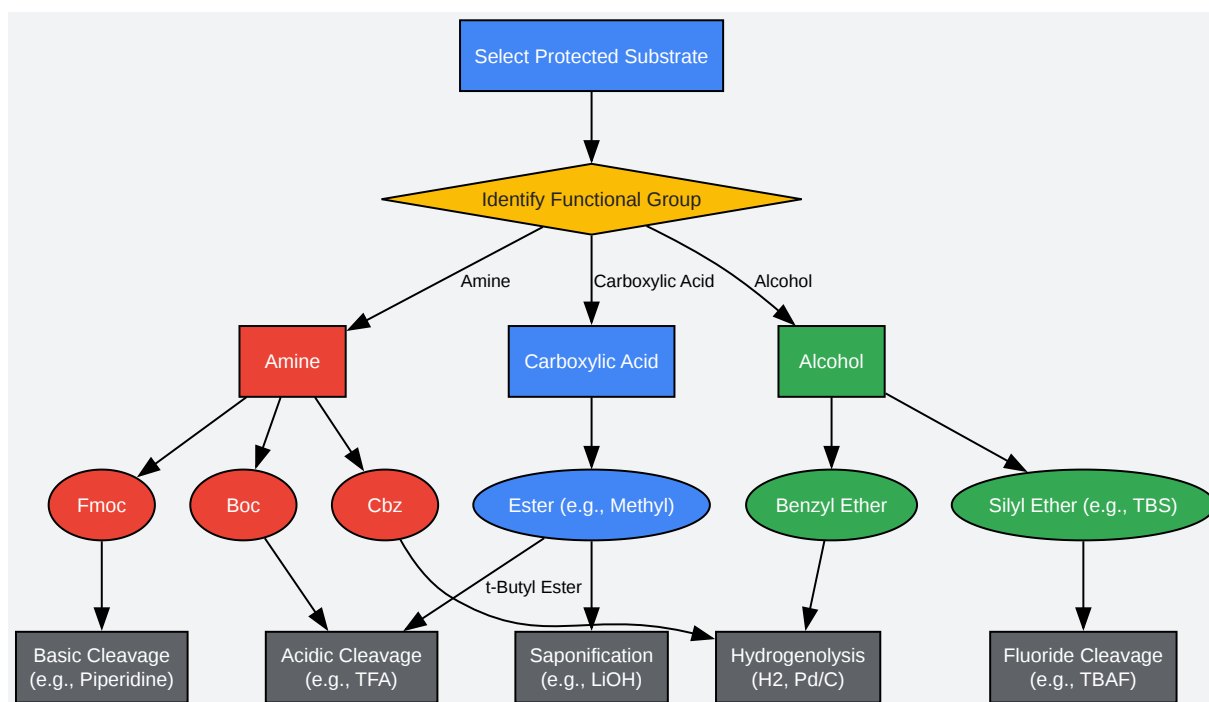 Select Protected Substrate
Identify Functional Group
Amine
Carboxylic Acid
Alcohol
Amine
Carboxylic Acid
Alcohol
Fmoc
Boc
Cbz
Ester (e.g., Methyl)
Benzyl Ether
Silyl Ether (e.g., TBS)
t-Butyl Ester
Basic Cleavage
(e.g., Piperidine)
Acidic Cleavage
(e.g., TFA)
Saponification
(e.g., LiOH)
Hydrogenolysis
(H2, Pd/C)
Fluoride Cleavage
(e.g., TBAF)